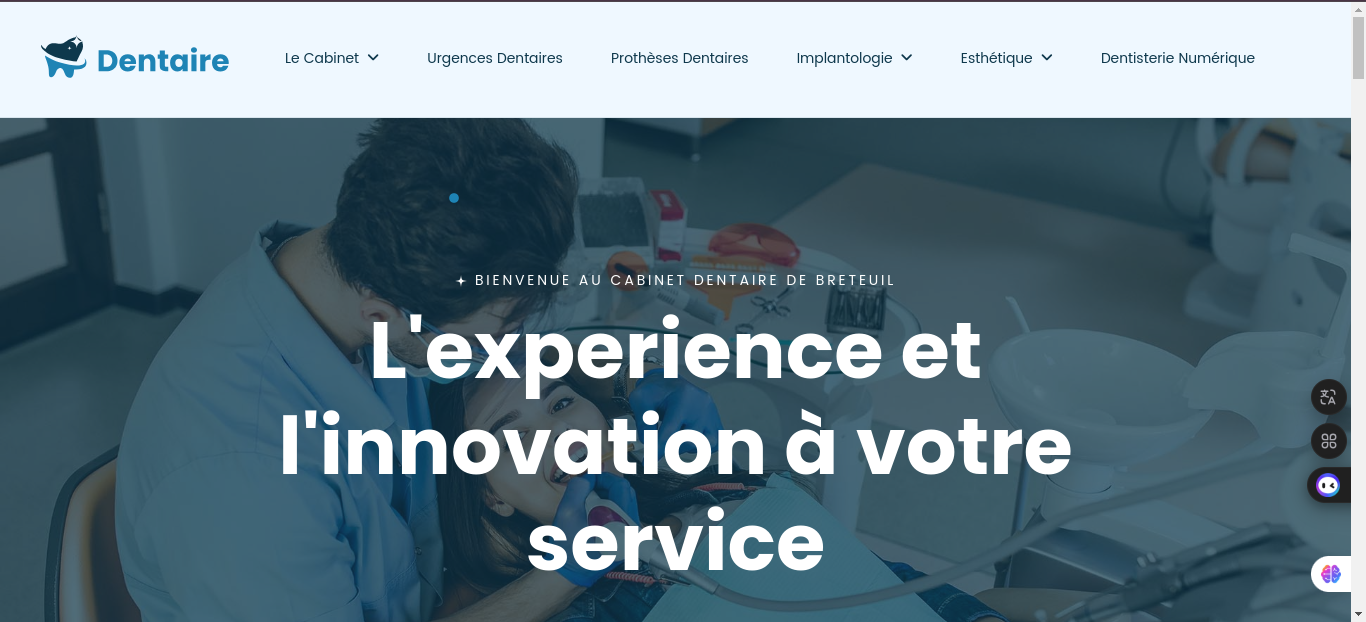 Dentaire
Le Cabinet
Urgences Dentaires
Prothèses Dentaires
Implantologie
Esthétique
Dentisterie Numérique
BIENVENUE AU CABINET DENTAIRE DE BRETEUIL
L'experience et
l'innovation à votre
service